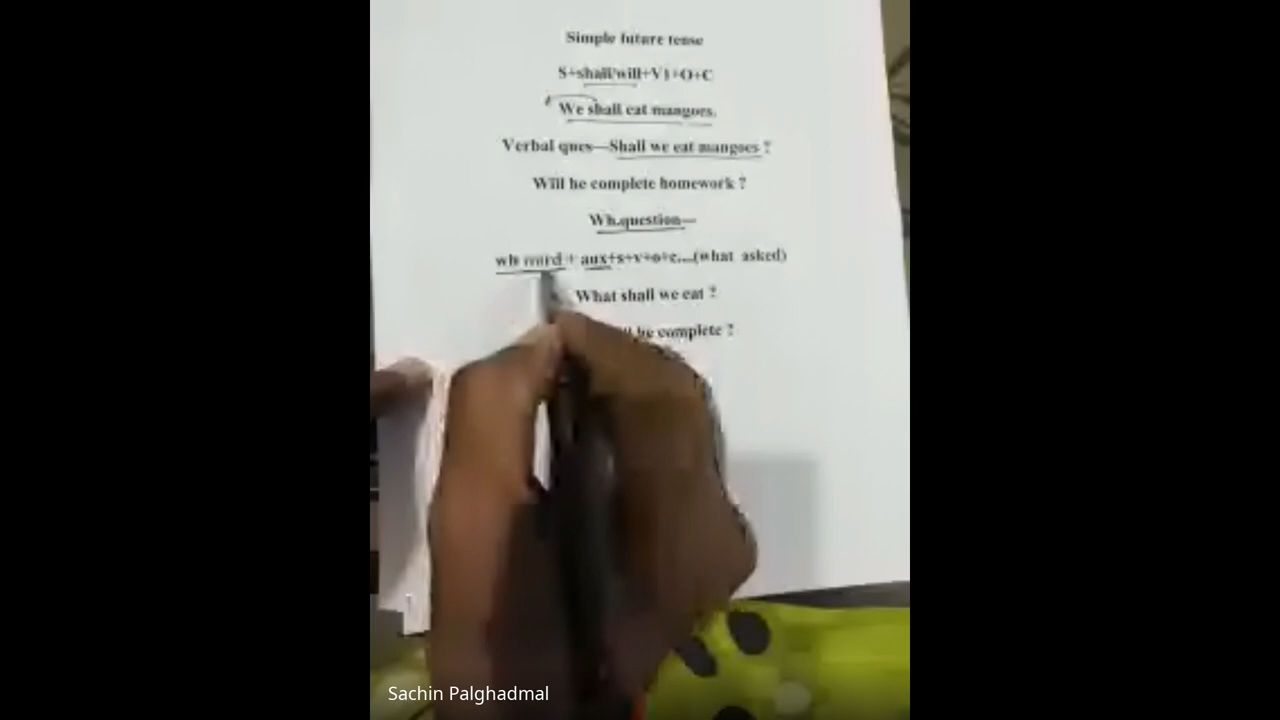 Simple future tense
S+shall/will+V1+O+C
We shall eat mangoes.
Verbal ques—Shall we eat mangoes ?
Will he complete homework ?
Wh.question—
wh word + aux+s+v+o+c...(what asked)
What shall we eat ?
he complete ?
Sachin Palghadmal